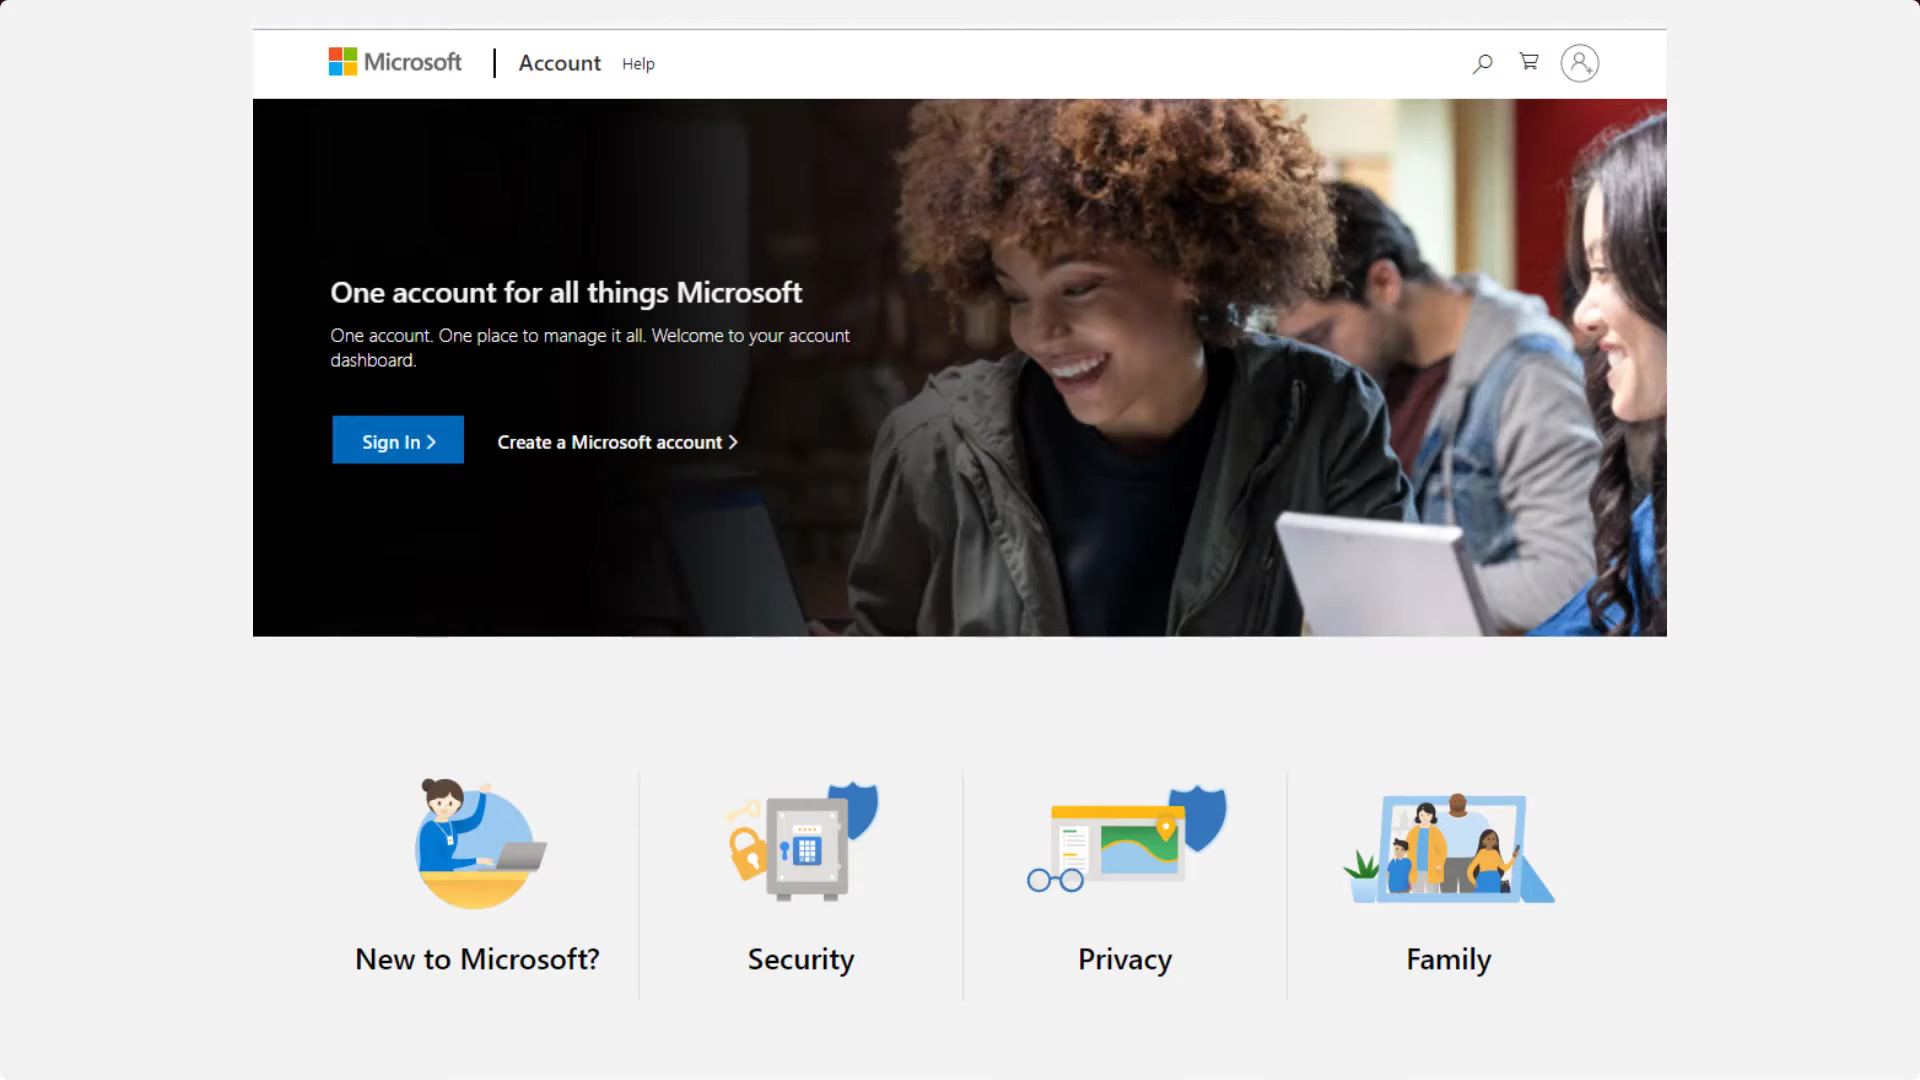 Microsoft
Account
Help
One account for all things Microsoft
One account. One place to manage it all. Welcome to your account
dashboard.
Sign In
Create a Microsoft account
New to Microsoft?
Security
Privacy
Family